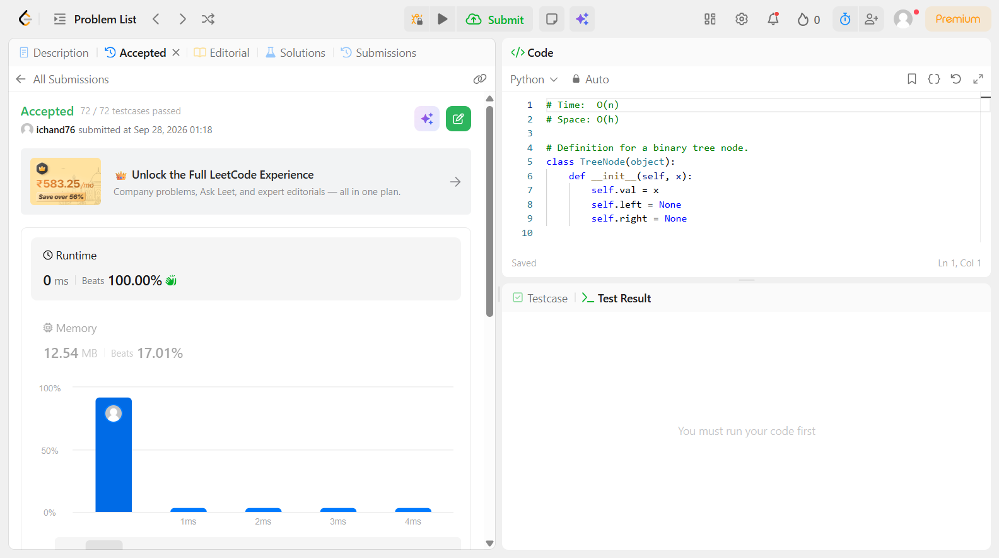 Problem List
Submit
0
Premium
Description
Accepted
Editorial
Solutions
Submissions
All Submissions
Accepted 72 / 72 testcases passed
ichand76 submitted at Sep 28, 2026 01:18
₹583.25/mo
Save over 56%
Unlock the Full LeetCode Experience
Company problems, Ask Leet, and expert editorials — all in one plan.
Runtime
0 ms Beats 100.00%
Memory
12.54 MB Beats 17.01%
100%
50%
0%
1ms 2ms 3ms 4ms
</> Code
Python Auto
1 # Time:  O(n)
2 # Space: O(h)
3
4 # Definition for a binary tree node.
5 class TreeNode(object):
6     def __init__(self, x):
7         self.val = x
8         self.left = None
9         self.right = None
10
Saved
Ln 1, Col 1
Testcase
Test Result
You must run your code first